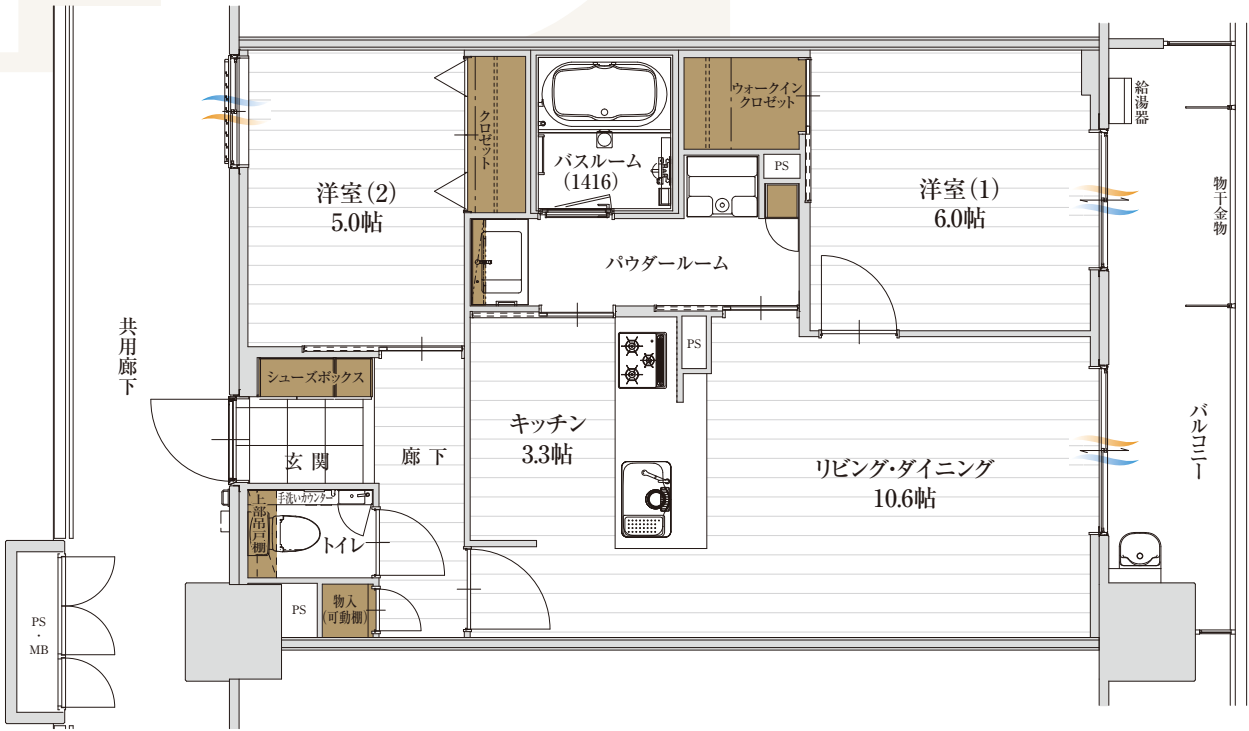 ウォークイン
クロゼット
給湯器
クロゼット
バスルーム
(1416)
PS
洋室(2)
5.0帖
洋室(1)
6.0帖
物干金物
パウダールーム
共用廊下
PS
シューズボックス
キッチン
3.3帖
バルコニー
玄関
廊下
リビング・ダイニング
10.6帖
上部吊戸棚
手洗いカウンター
トイレ
PS
物入
(可動棚)
PS
・
MB